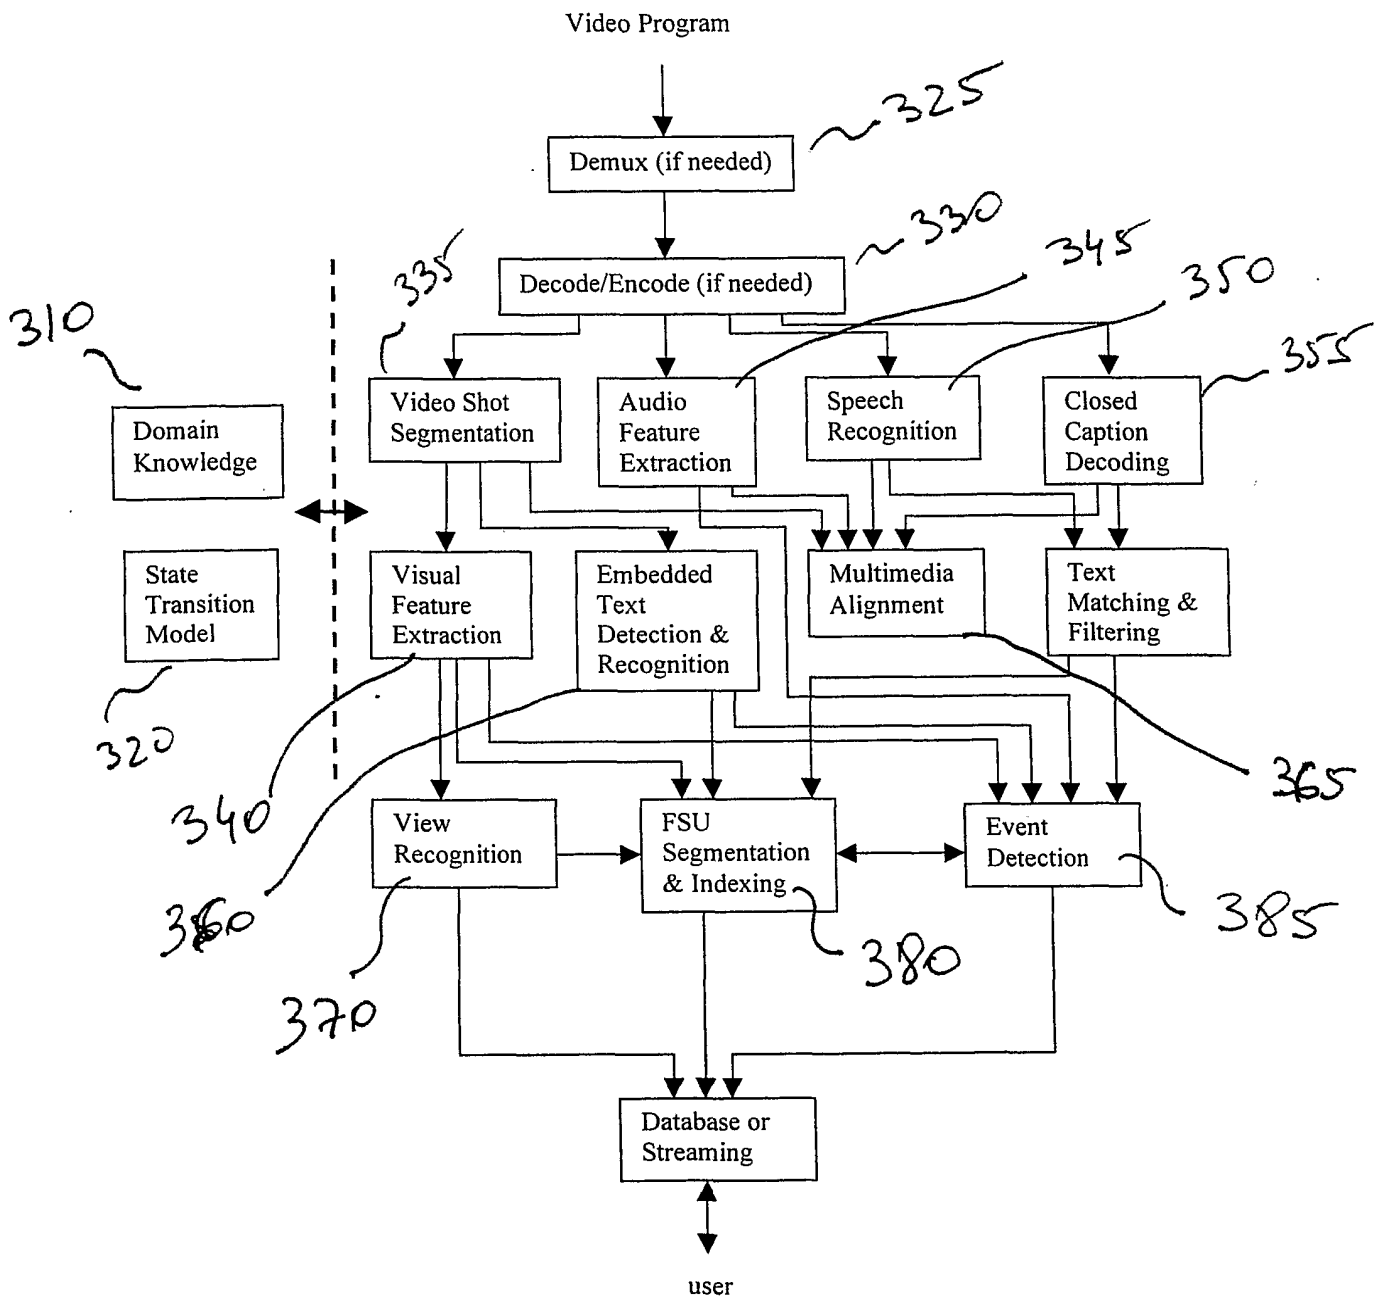 Video Program
325
Demux (if needed)
330
345
335
350
Decode/Encode (if needed)
310
355
Domain
Knowledge
Video Shot
Segmentation
Audio
Feature
Extraction
Speech
Recognition
Closed
Caption
Decoding
State
Transition
Model
Visual
Feature
Extraction
Embedded
Text
Detection &
Recognition
Multimedia
Alignment
Text
Matching &
Filtering
320
340
365
View
Recognition
FSU
Segmentation
& Indexing
Event
Detection
360
385
380
370
Database or
Streaming
user